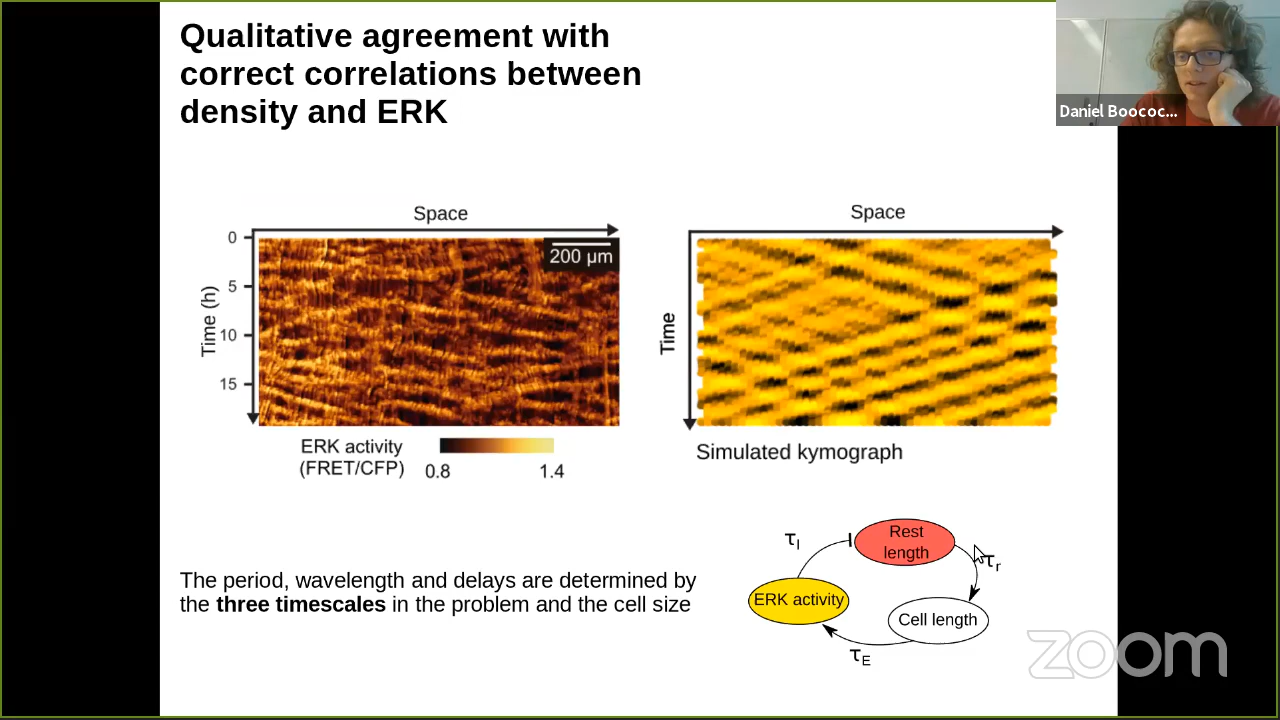 Qualitative agreement with
correct correlations between
density and ERK
Daniel Boococ...
Space
0
5
10
15
Time (h)
200 μm
ERK activity
(FRET/CFP)
0.8
1.4
Space
Time
Simulated kymograph
The period, wavelength and delays are determined by
the three timescales in the problem and the cell size
τl
Rest
length
τr
ERK activity
Cell length
τE
zoom